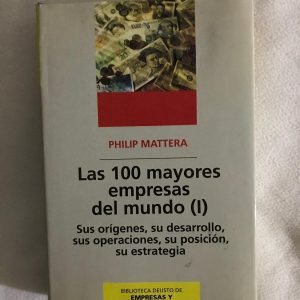 PHILIP MATTERA
Las 100 mayores
empresas
del mundo (I)
Sus orígenes, su desarrollo,
sus operaciones, su posición,
su estrategia
BIBLIOTECA DEUSTO DE
EMPRESAS Y